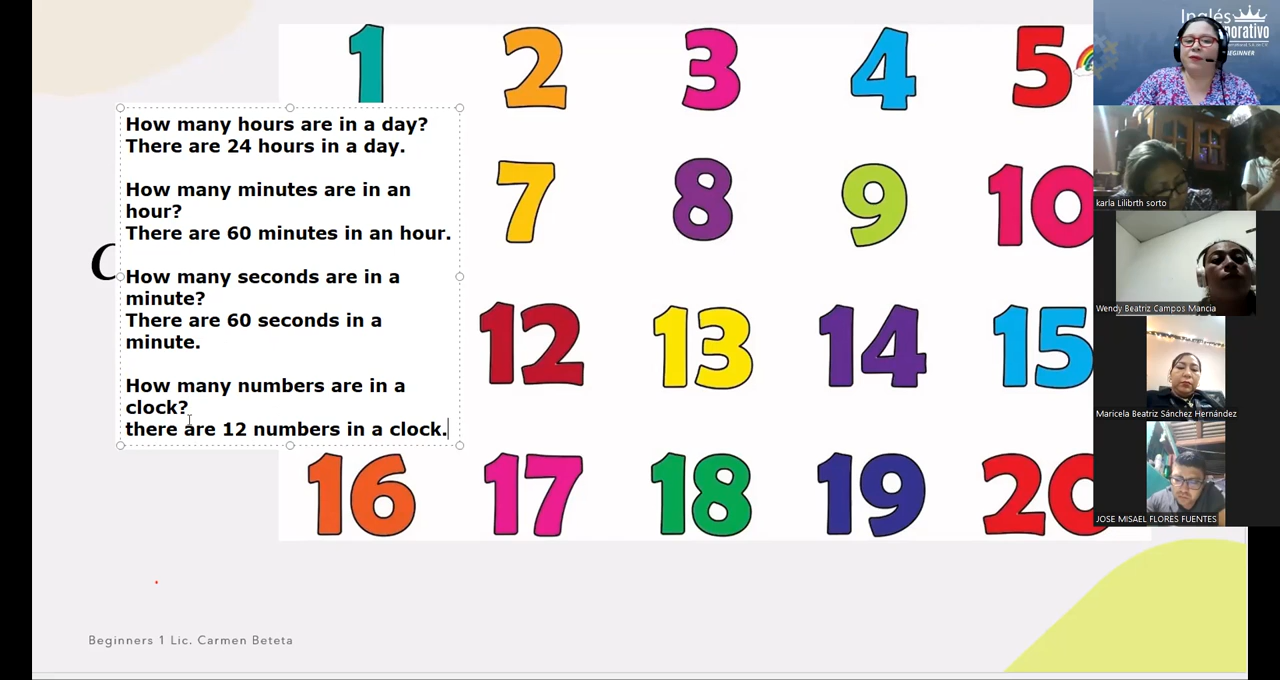 1 2 3 4 5
How many hours are in a day?
There are 24 hours in a day.
How many minutes are in an
hour?
There are 60 minutes in an hour.
How many seconds are in a
minute?
There are 60 seconds in a
minute.
How many numbers are in a
clock?
there are 12 numbers in a clock.
7 8 9 10
C
12 13 14 15
16 17 18 19 20
Beginners 1 Lic. Carmen Beteta
Inglés
BEGINNER
karla Lilibrth sorto
Wendy Beatriz Campos Mancia
Maricela Beatriz Sánchez Hernández
JOSE MISAEL FLORES FUENTES